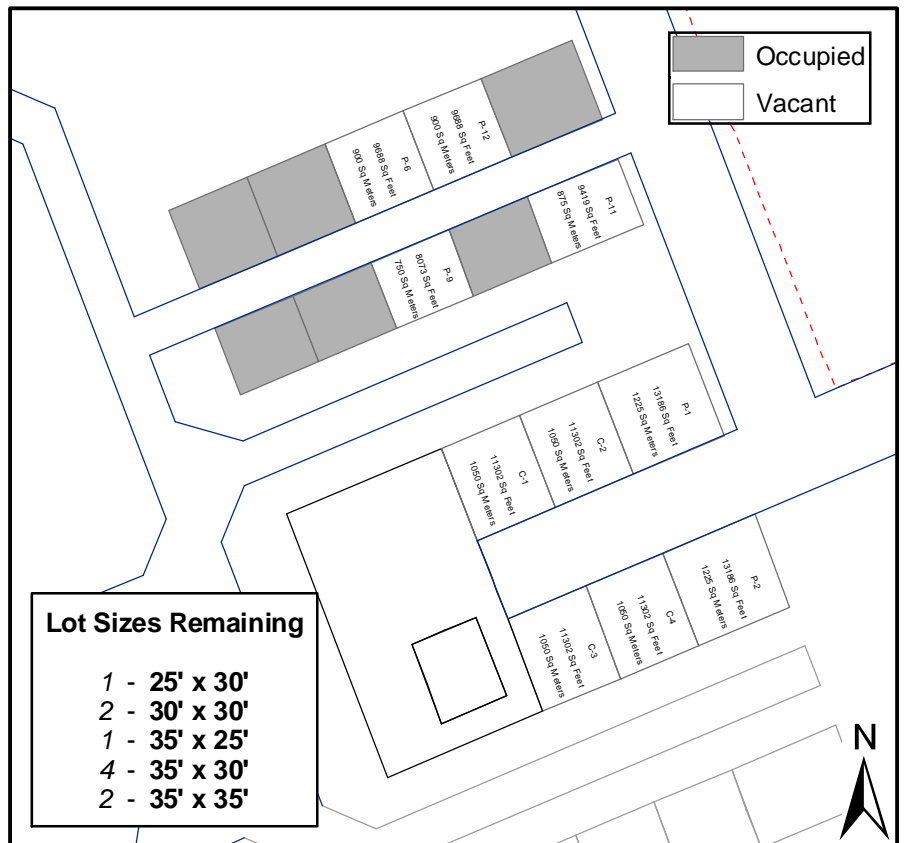 Occupied
Vacant
P-12
9688 Sq Feet
900 Sq Meters
P-6
9688 Sq Feet
900 Sq Meters
P-11
9419 Sq Feet
875 Sq Meters
P-9
8073 Sq Feet
750 Sq Meters
P-1
13186 Sq Feet
1225 Sq Meters
C-2
11302 Sq Feet
1050 Sq Meters
C-1
11302 Sq Feet
1050 Sq Meters
P-2
13186 Sq Feet
1225 Sq Meters
C-4
11302 Sq Feet
1050 Sq Meters
C-3
11302 Sq Feet
1050 Sq Meters
Lot Sizes Remaining
1 - 25' x 30'
2 - 30' x 30'
1 - 35' x 25'
4 - 35' x 30'
2 - 35' x 35'
N